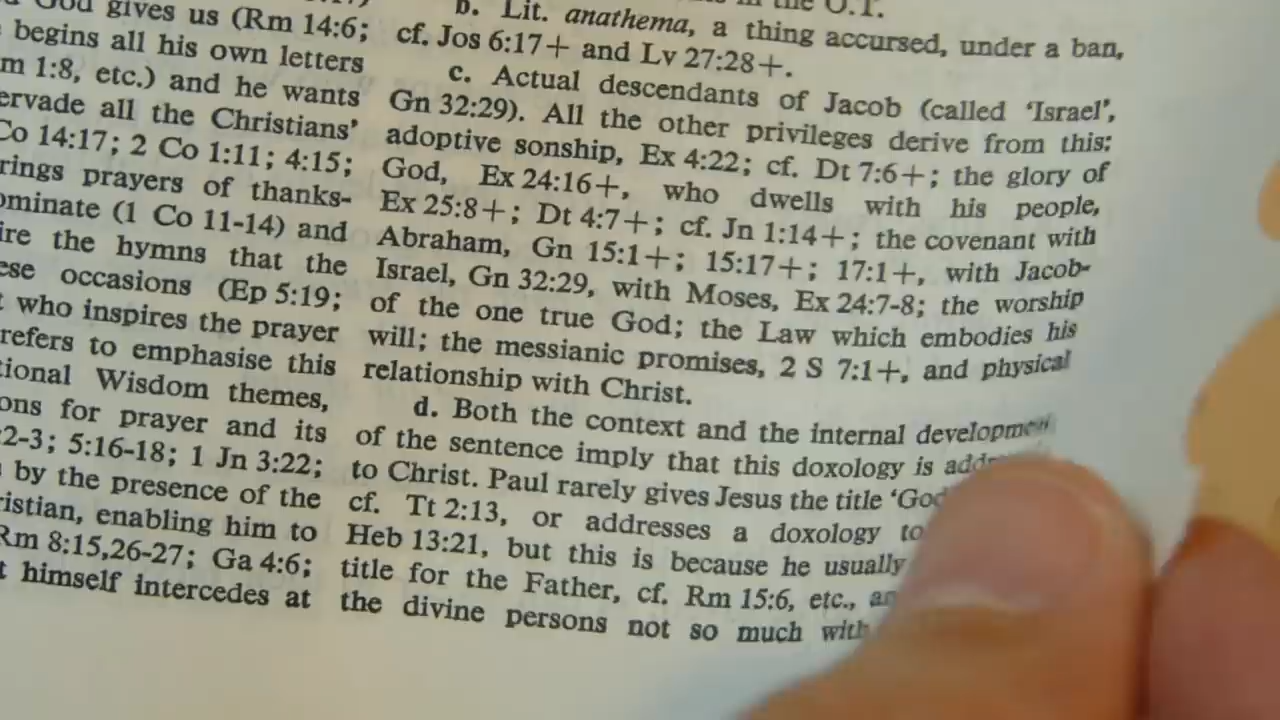 God gives us (Rm 14:6;
begins all his own letters
1:8, etc.) and he wants
all the Christians'
14:17; 2 Co 1:11; 4:15;
prayers of thanks-
(1 Co 11-14) and
the hymns that the
occasions (Ep 5:19;
who inspires the prayer
refers to emphasise this
Wisdom themes,
for prayer and its
2-3; 5:16-18; 1 Jn 3:22;
by the presence of the
enabling him to
Rm 8:15,26-27; Ga 4:6;
himself intercedes at
the O.T.
b. Lit. anathema, a thing accursed, under a ban,
cf. Jos 6:17+ and Lv 27:28+.
c. Actual descendants of Jacob (called 'Israel',
Gn 32:29). All the other privileges derive from this:
adoptive sonship, Ex 4:22; cf. Dt 7:6+; the glory of
God, Ex 24:16+, who dwells with his people,
Ex 25:8+; Dt 4:7+; cf. Jn 1:14+; the covenant with
Abraham, Gn 15:1+; 15:17+; 17:1+, with Jacob-
Israel, Gn 32:29, with Moses, Ex 24:7-8; the worship
of the one true God; the Law which embodies his
will; the messianic promises, 2 S 7:1+, and physical
relationship with Christ.
d. Both the context and the internal
of the sentence imply that this doxology is
to Christ. Paul rarely gives Jesus the title 'God
cf. Tt 2:13, or addresses a doxology to
Heb 13:21, but this is because he usually
title for the Father, cf. Rm 15:6, etc.,
the divine persons not so much with